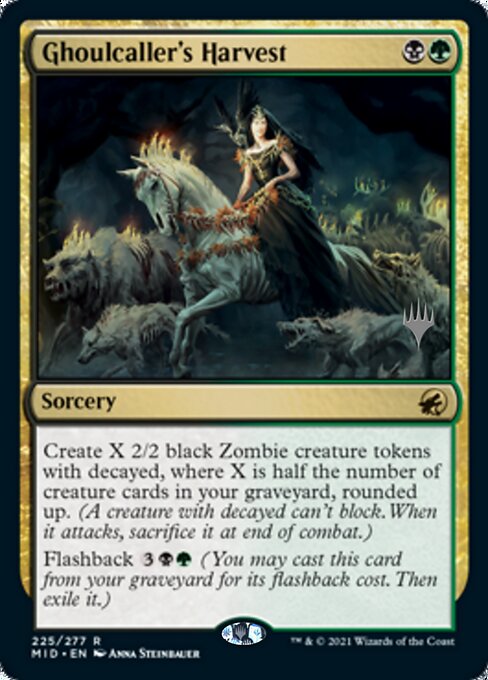 Ghoulcaller's Harvest
Sorcery
Create X 2/2 black Zombie creature tokens
with decayed, where X is half the number of
creature cards in your graveyard, rounded
up. (A creature with decayed can't block. When
it attacks, sacrifice it at end of combat.)
Flashback 3 (You may cast this card
from your graveyard for its flashback cost. Then
exile it.)
225/277 R
MID • EN Anna Steinbauer
™ & © 2021 Wizards of the Coast